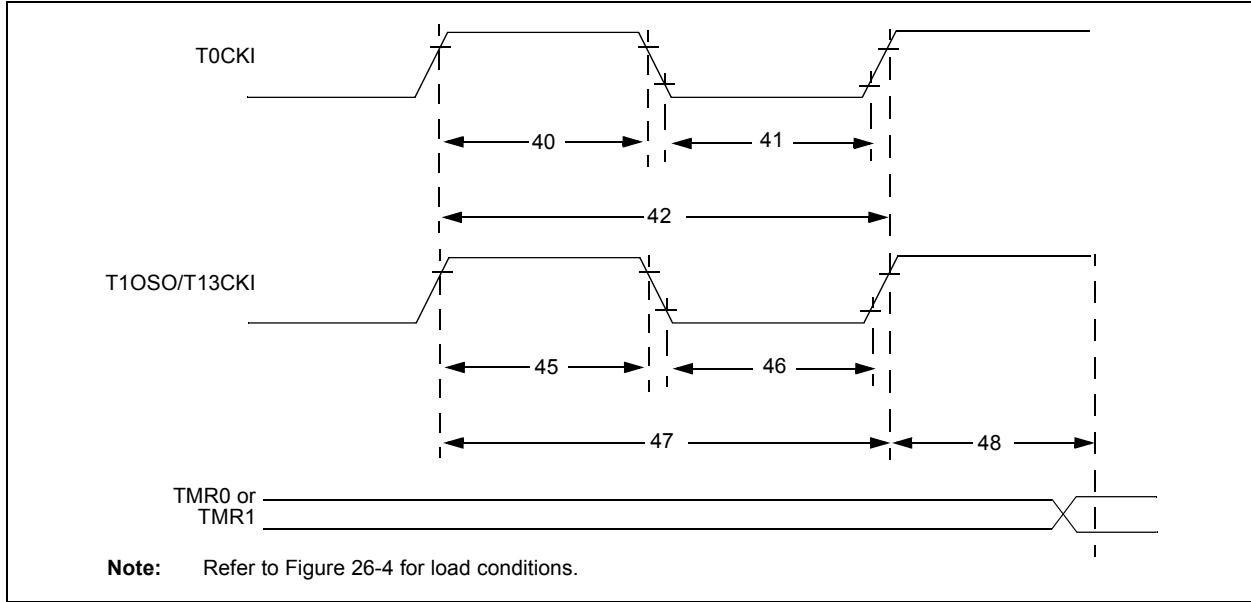 T0CKI
40
41
42
T1OSO/T13CKI
45
46
47
48
TMR0 or
TMR1
Note: Refer to Figure 26-4 for load conditions.